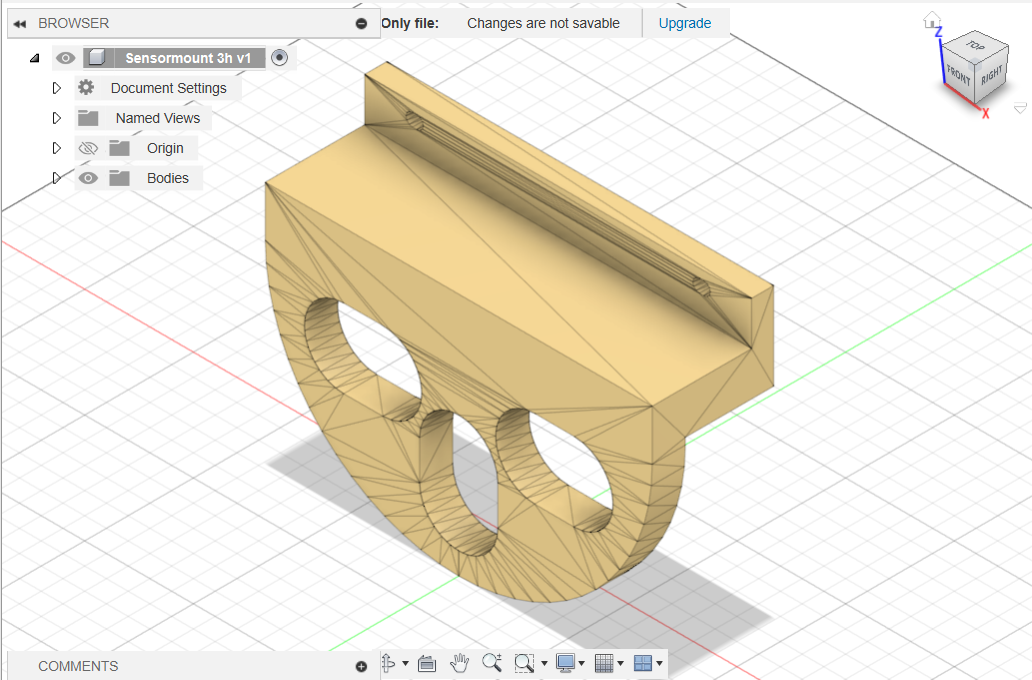 BROWSER
Only file:
Changes are not savable
Upgrade
Sensormount 3h v1
Document Settings
Named Views
Origin
Bodies
Z
TOP
FRONT
RIGHT
X
COMMENTS